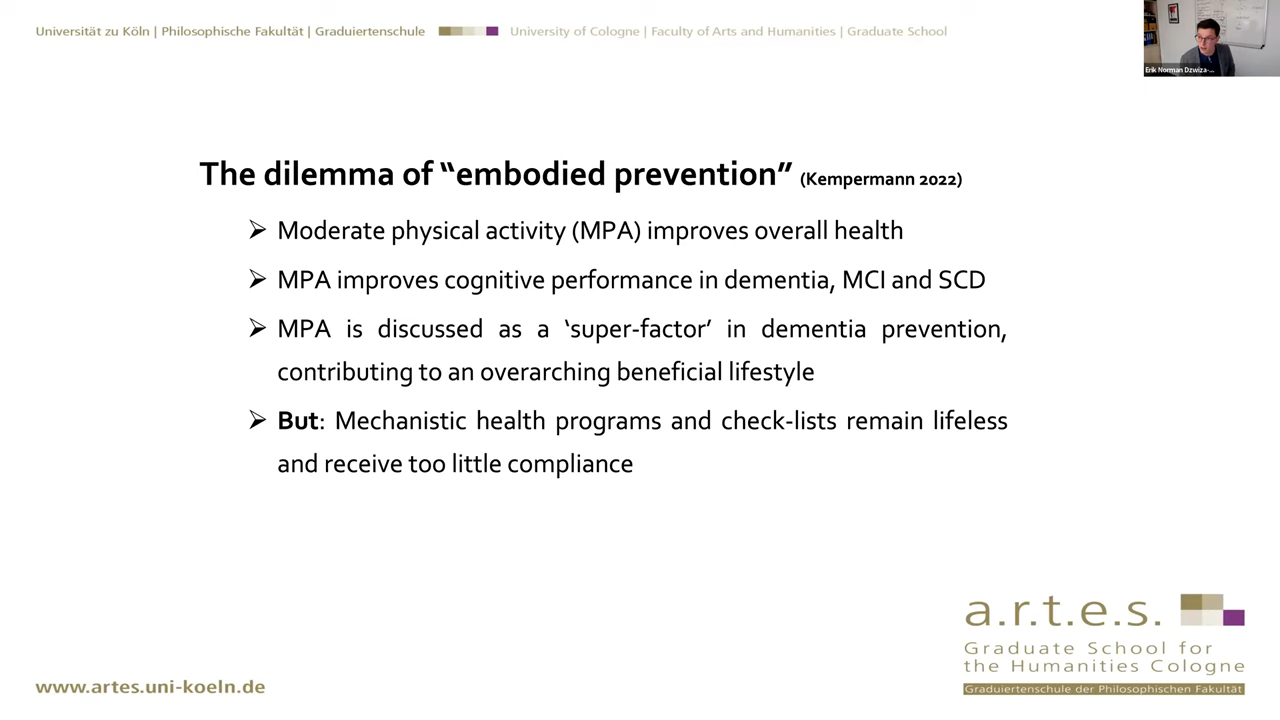 Universität zu Köln | Philosophische Fakultät | Graduiertenschule University of Cologne | Faculty of Arts and Humanities | Graduate School
Erik Norman Dzwiza-...
The dilemma of “embodied prevention” (Kempermann 2022)
➢ Moderate physical activity (MPA) improves overall health
➢ MPA improves cognitive performance in dementia, MCI and SCD
➢ MPA is discussed as a ‘super-factor’ in dementia prevention,
contributing to an overarching beneficial lifestyle
➢ But: Mechanistic health programs and check-lists remain lifeless
and receive too little compliance
a.r.t.e.s.
Graduate School for
the Humanities Cologne
Graduiertenschule der Philosophischen Fakultät
www.artes.uni-koeln.de